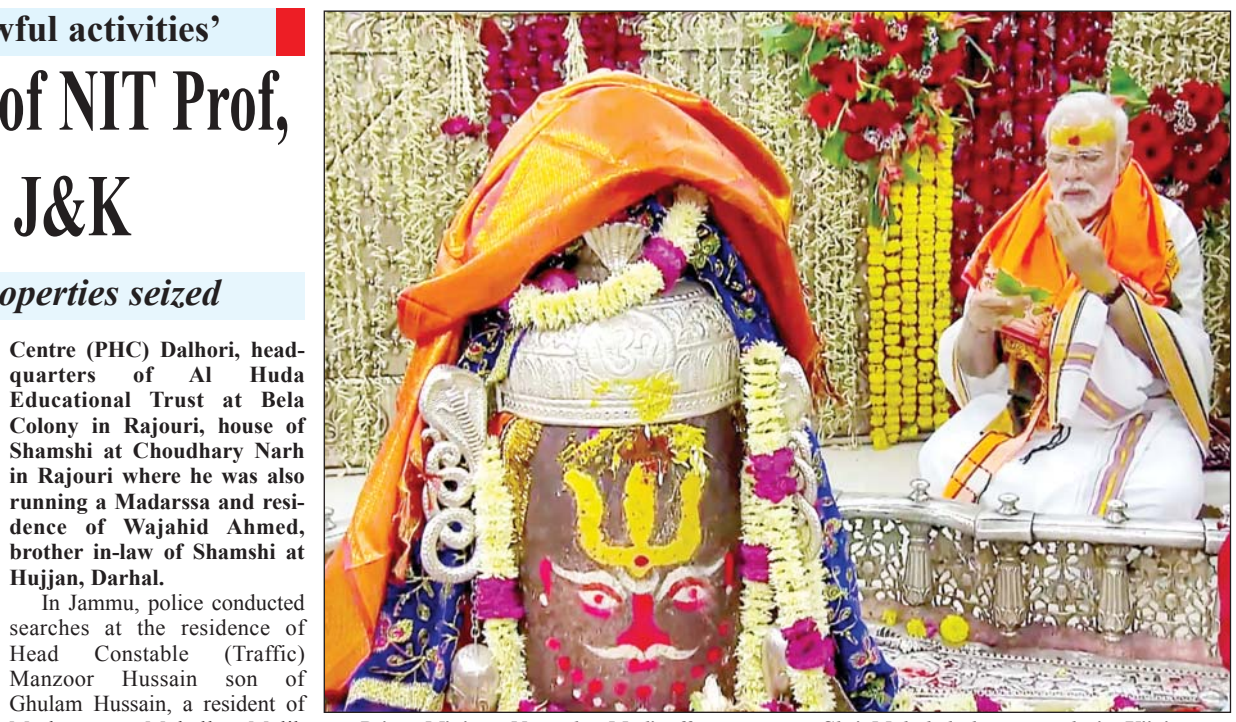 wful activities’
of NIT Prof,
J&K
operties seized
Centre (PHC) Dalhori, head-
quarters of Al Huda
Educational Trust at Bela
Colony in Rajouri, house of
Shamshi at Choudhary Narh
in Rajouri where he was also
running a Madarssa and resi-
dence of Wajahid Ahmed,
brother in-law of Shamshi at
Hujjan, Darhal.
In Jammu, police conducted
searches at the residence of
Head Constable (Traffic)
Manzoor Hussain son of
Ghulam Hussain, a resident of